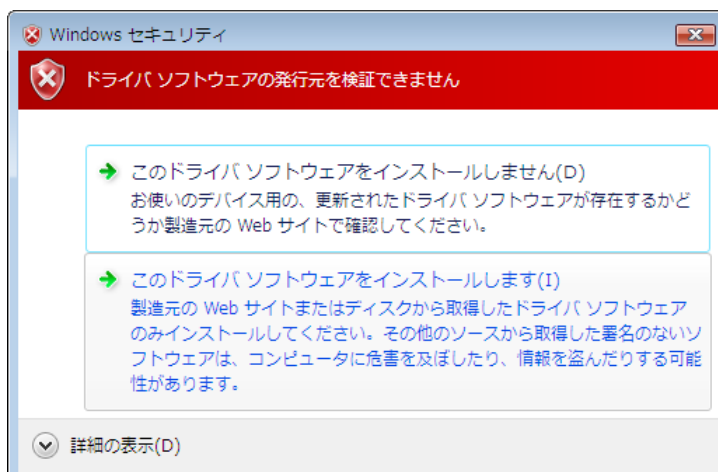 Windows セキュリティ
ドライバ ソフトウェアの発行元を検証できません
このドライバ ソフトウェアをインストールしません(D)
お使いのデバイス用の、更新されたドライバ ソフトウェアが存在するかど
うか製造元の Web サイトで確認してください。
このドライバ ソフトウェアをインストールします(I)
製造元の Web サイトまたはディスクから取得したドライバ ソフトウェア
のみインストールしてください。その他のソースから取得した署名のないソ
フトウェアは、コンピュータに危害を及ぼしたり、情報を盗んだりする可能
性があります。
詳細の表示(D)